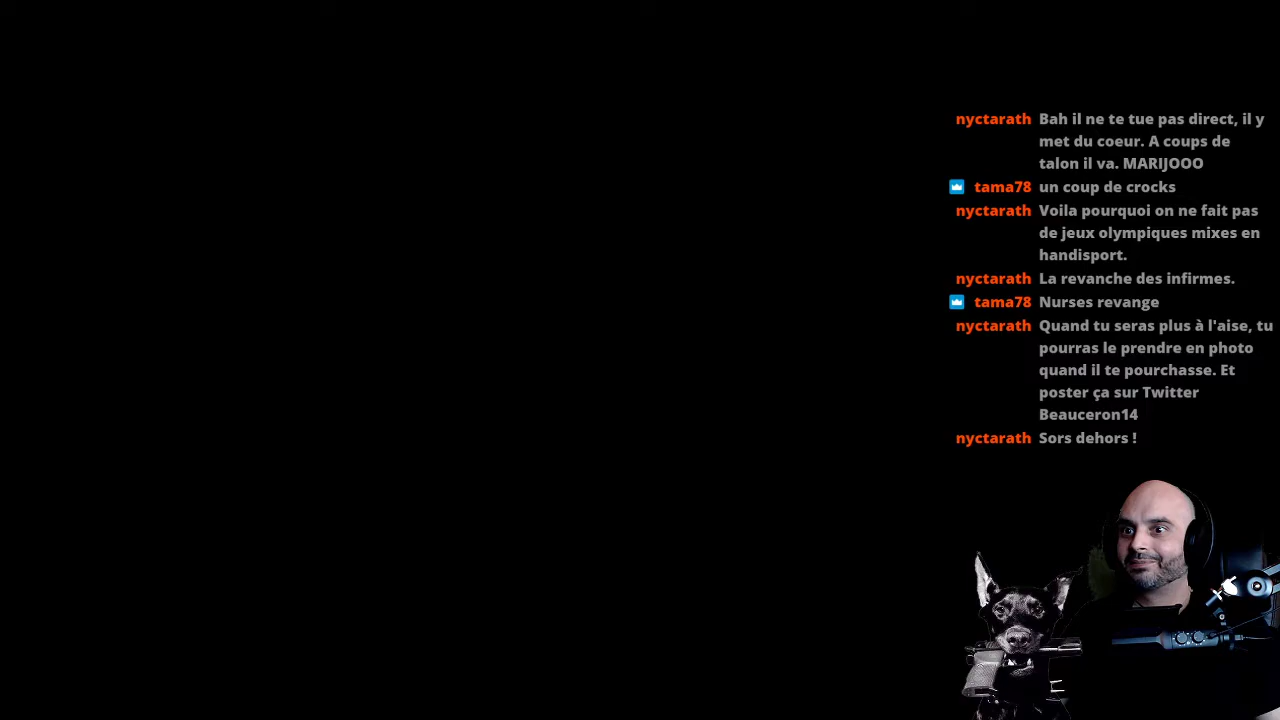 nyctarath Bah il ne te tue pas direct, il y
met du coeur. A coups de
talon il va. MARIJOOO
tama78 un coup de crocks
nyctarath Voila pourquoi on ne fait pas
de jeux olympiques mixes en
handisport.
nyctarath La revanche des infirmes.
tama78 Nurses revange
nyctarath Quand tu seras plus à l'aise, tu
pourras le prendre en photo
quand il te pourchasse. Et
poster ça sur Twitter
Beauceron14
nyctarath Sors dehors !